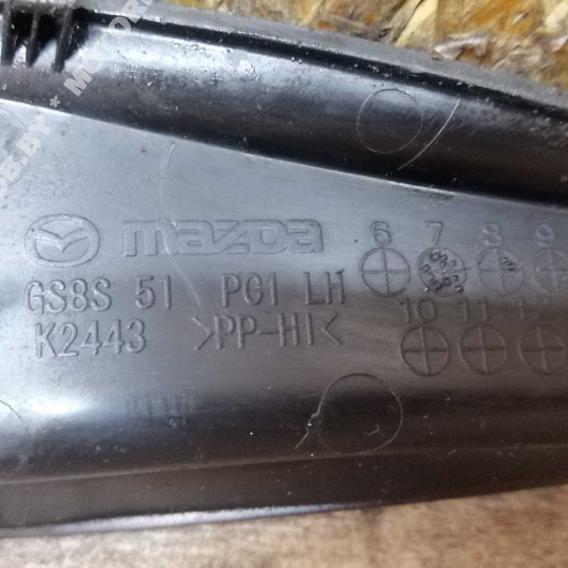 mazda
GS8S 51 PG1 LH
K2443 >PP-HI<
6 7 8 9
10 11 12